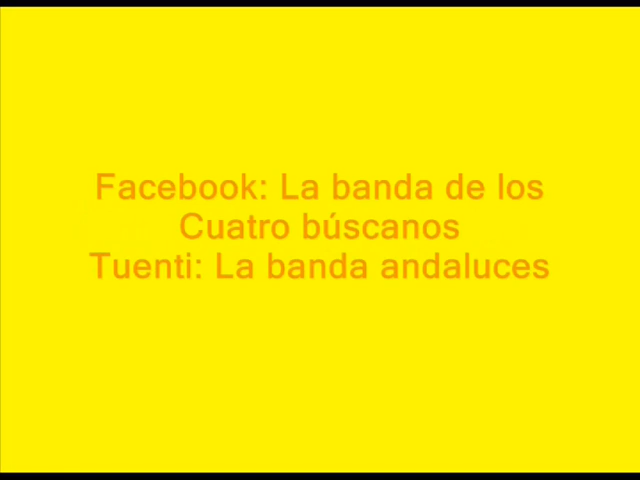 Facebook: La banda de los
Cuatro búscanos
Tuenti: La banda andaluces